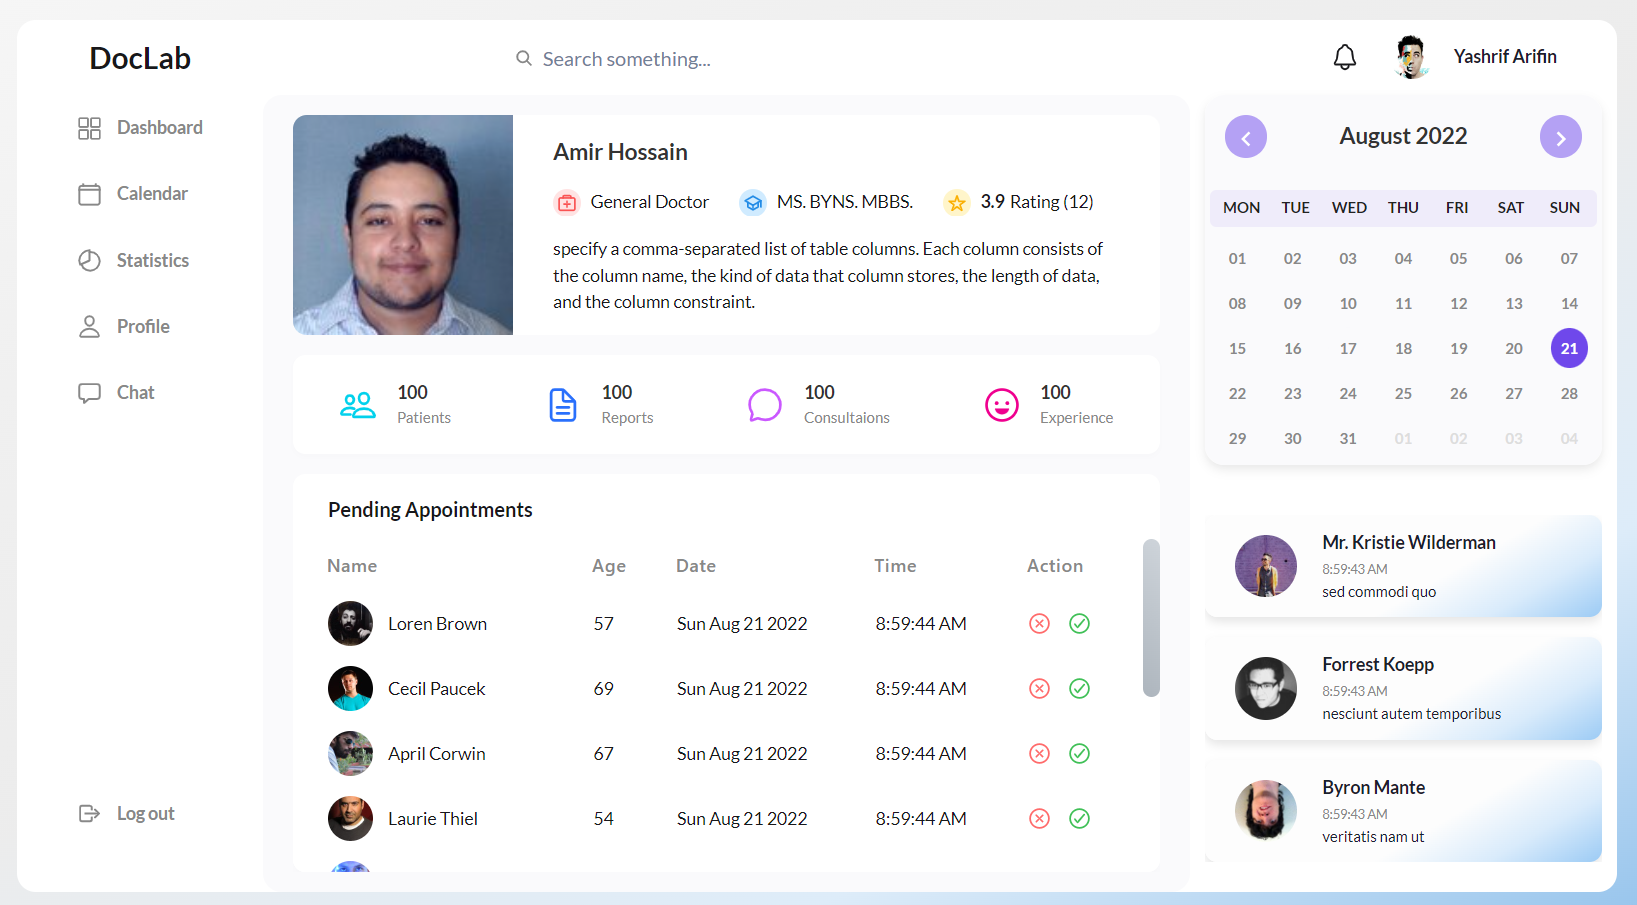 DocLab
Search something...
Yashrif Arifin
Dashboard
Calendar
Statistics
Profile
Chat
Log out
Amir Hossain
General Doctor
MS. BYNS. MBBS.
3.9 Rating (12)
specify a comma-separated list of table columns. Each column consists of
the column name, the kind of data that column stores, the length of data,
and the column constraint.
100
Patients
100
Reports
100
Consultaions
100
Experience
Pending Appointments
Name Age Date Time Action
Loren Brown 57 Sun Aug 21 2022 8:59:44 AM
Cecil Paucek 69 Sun Aug 21 2022 8:59:44 AM
April Corwin 67 Sun Aug 21 2022 8:59:44 AM
Laurie Thiel 54 Sun Aug 21 2022 8:59:44 AM
August 2022
MON TUE WED THU FRI SAT SUN
01 02 03 04 05 06 07
08 09 10 11 12 13 14
15 16 17 18 19 20 21
22 23 24 25 26 27 28
29 30 31 01 02 03 04
Mr. Kristie Wilderman
8:59:43 AM
sed commodi quo
Forrest Koepp
8:59:43 AM
nesciunt autem temporibus
Byron Mante
8:59:43 AM
veritatis nam ut